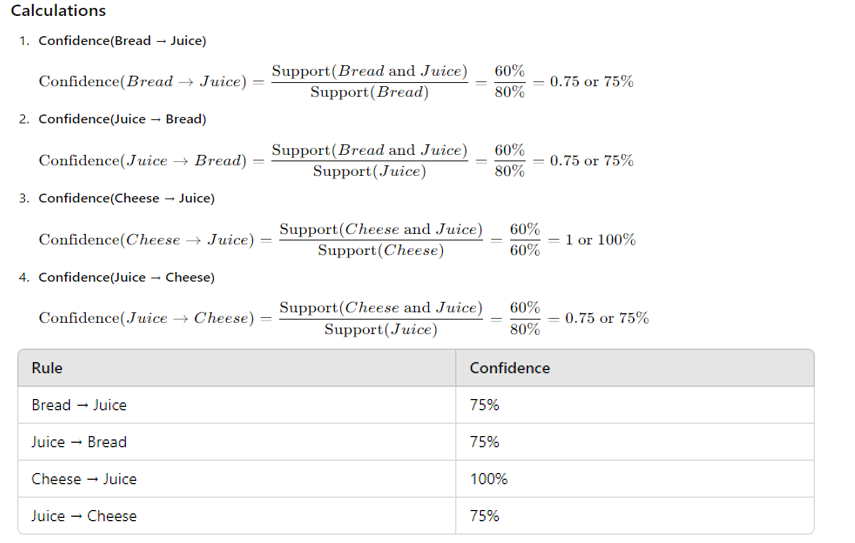 Calculations
1. Confidence(Bread → Juice)
Confidence(Bread → Juice) = Support(Bread and Juice) / Support(Bread) = 60% / 80% = 0.75 or 75%
2. Confidence(Juice → Bread)
Confidence(Juice → Bread) = Support(Bread and Juice) / Support(Juice) = 60% / 80% = 0.75 or 75%
3. Confidence(Cheese → Juice)
Confidence(Cheese → Juice) = Support(Cheese and Juice) / Support(Cheese) = 60% / 60% = 1 or 100%
4. Confidence(Juice → Cheese)
Confidence(Juice → Cheese) = Support(Cheese and Juice) / Support(Juice) = 60% / 80% = 0.75 or 75%
Rule Confidence
Bread → Juice 75%
Juice → Bread 75%
Cheese → Juice 100%
Juice → Cheese 75%